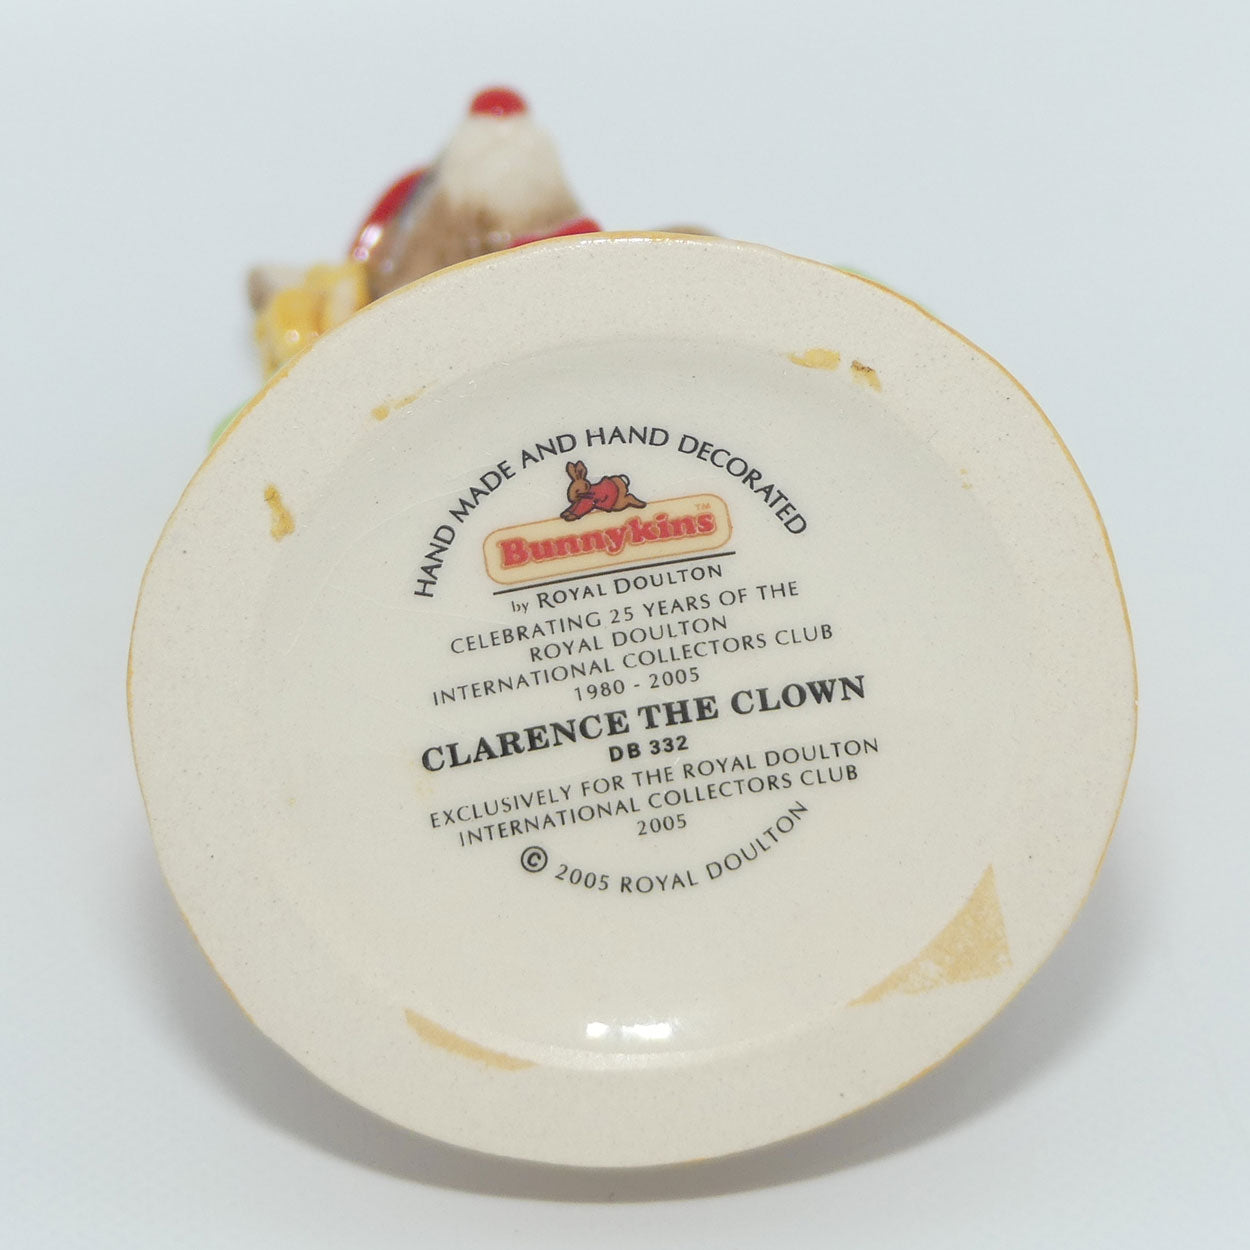 HAND MADE AND HAND DECORATED
Bunnykins™
by ROYAL DOULTON
CELEBRATING 25 YEARS OF THE
ROYAL DOULTON
INTERNATIONAL COLLECTORS CLUB
1980 - 2005
CLARENCE THE CLOWN
DB 332
EXCLUSIVELY FOR THE ROYAL DOULTON
INTERNATIONAL COLLECTORS CLUB
2005
© 2005 ROYAL DOULTON